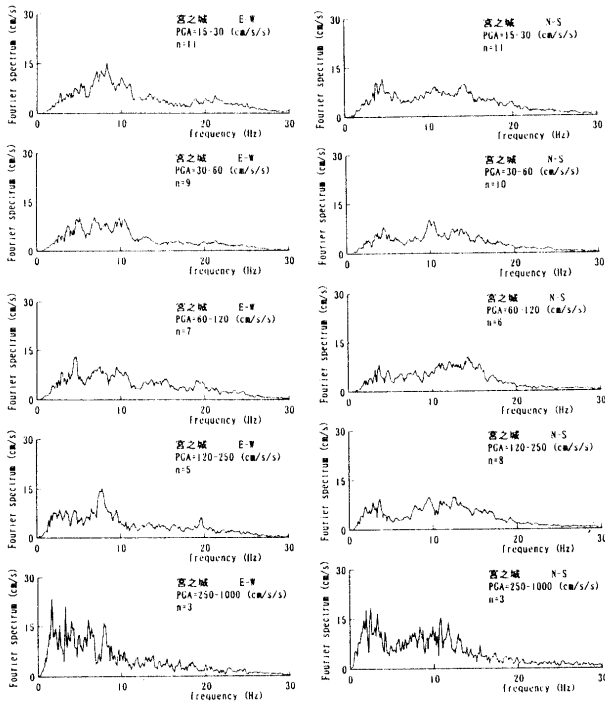 Fourier spectrum (cm/s)
30
15
0
宮之城 E-W
PGA=15-30 (cm/s/s)
n=11
10
20
30
frequency (Hz)
Fourier spectrum (cm/s)
30
15
0
宮之城 N-S
PGA=15-30 (cm/s/s)
n=11
10
20
30
frequency (Hz)
Fourier spectrum (cm/s)
30
15
0
宮之城 E-W
PGA=30-60 (cm/s/s)
n=9
10
20
30
frequency (Hz)
Fourier spectrum (cm/s)
30
15
0
宮之城 N-S
PGA=30-60 (cm/s/s)
n=10
10
20
30
frequency (Hz)
Fourier spectrum (cm/s)
30
15
0
宮之城 E-W
PGA=60-120 (cm/s/s)
n=7
10
20
30
frequency (Hz)
Fourier spectrum (cm/s)
30
15
0
宮之城 N-S
PGA=60-120 (cm/s/s)
n=6
10
20
30
frequency (Hz)
Fourier spectrum (cm/s)
30
15
0
宮之城 E-W
PGA=120-250 (cm/s/s)
n=5
10
20
30
frequency (Hz)
Fourier spectrum (cm/s)
30
15
0
宮之城 N-S
PGA=120-250 (cm/s/s)
n=8
10
20
30
frequency (Hz)
Fourier spectrum (cm/s)
30
15
0
宮之城 E-W
PGA=250-1000 (cm/s/s)
n=3
10
20
30
frequency (Hz)
Fourier spectrum (cm/s)
30
15
0
宮之城 N-S
PGA=250-1000 (cm/s/s)
n=3
10
20
30
frequency (Hz)